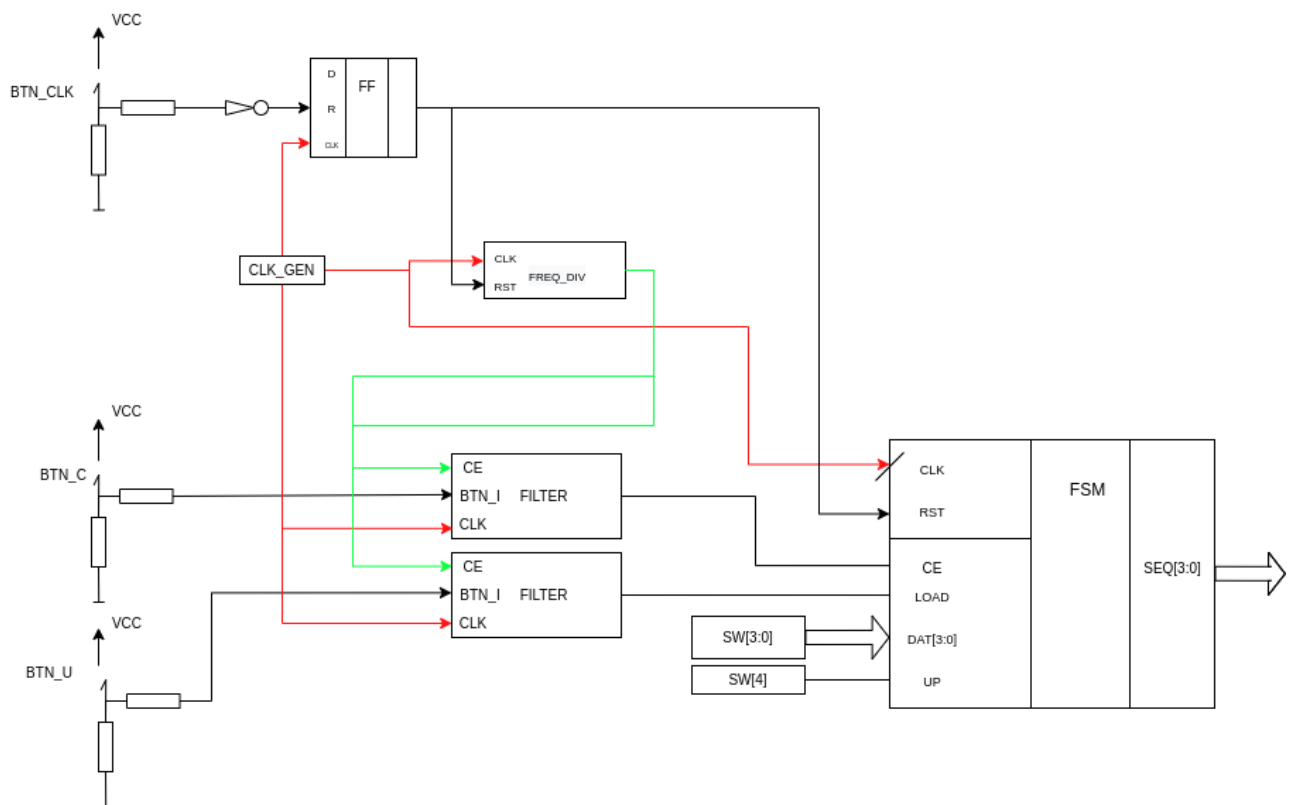 VCC
BTN_CLK
D
FF
R
CLK
CLK_GEN
CLK
FREQ_DIV
RST
VCC
BTN_C
CE
BTN_I FILTER
CLK
CE
BTN_I FILTER
CLK
VCC
BTN_U
SW[3:0]
SW[4]
CLK
FSM
RST
CE
SEQ[3:0]
LOAD
DAT[3:0]
UP